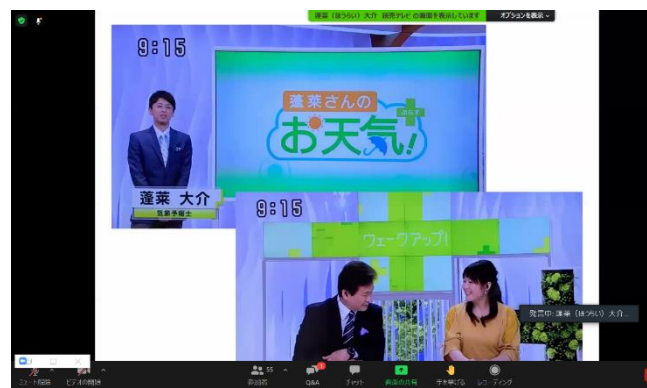 蓬莱（ほうらい）大介 読売テレビ の画面を表示しています
オプションを表示
9:15
蓬莱さんの
お天気!
ぷらす
蓬莱 大介
気象予報士
9:15
ウェークアップ!
発言中: 蓬莱（ほうらい）大介...
ミュート解除
ビデオの開始
55
参加者
1
Q&A
チャット
画面の共有
手を挙げる
レコーディング